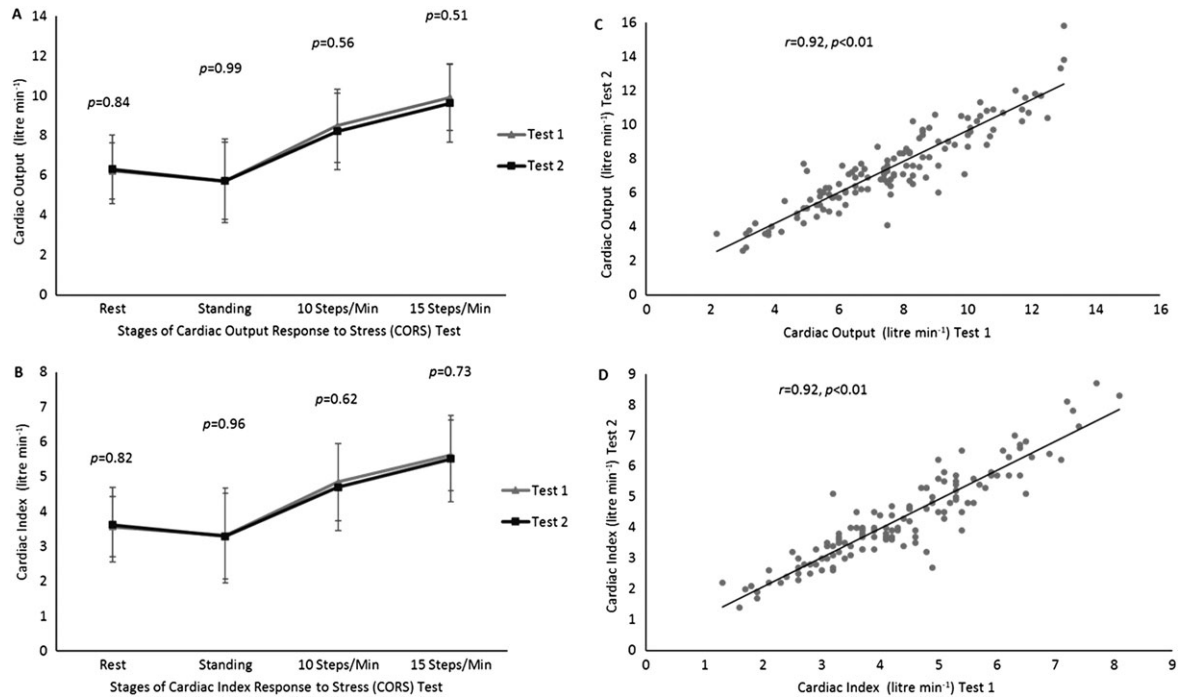 A
14
12
10
8
6
4
2
0
Cardiac Output (litre min⁻¹)
p=0.84
p=0.99
p=0.56
p=0.51
Test 1
Test 2
Rest
Standing
10 Steps/Min
15 Steps/Min
Stages of Cardiac Output Response to Stress (CORS) Test
C
16
14
12
10
8
6
4
2
0
Cardiac Output (litre min⁻¹) Test 2
r=0.92, p<0.01
0 2 4 6 8 10 12 14 16
Cardiac Output (litre min⁻¹) Test 1
B
8
7
6
5
4
3
2
1
0
Cardiac Index (litre min⁻¹)
p=0.82
p=0.96
p=0.62
p=0.73
Test 1
Test 2
Rest
Standing
10 Steps/Min
15 Steps/Min
Stages of Cardiac Index Response to Stress (CORS) Test
D
9
8
7
6
5
4
3
2
1
0
Cardiac Index (litre min⁻¹) Test 2
r=0.92, p<0.01
0 1 2 3 4 5 6 7 8 9
Cardiac Index (litre min⁻¹) Test 1